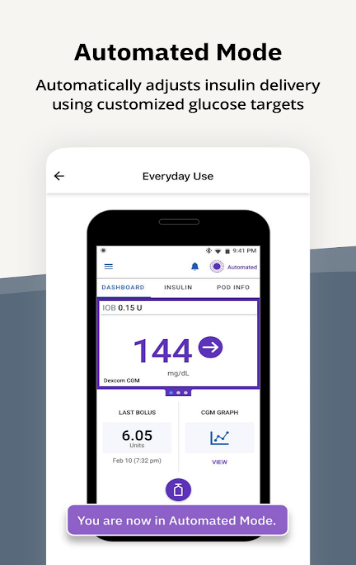 Automated Mode
Automatically adjusts insulin delivery
using customized glucose targets
Everyday Use
9:41 PM
Automated
DASHBOARD INSULIN POD INFO
IOB 0.15 U
144
mg/dL
Dexcom CGM
LAST BOLUS CGM GRAPH
6.05
Units
Feb 10 (7:32 pm) VIEW
You are now in Automated Mode.